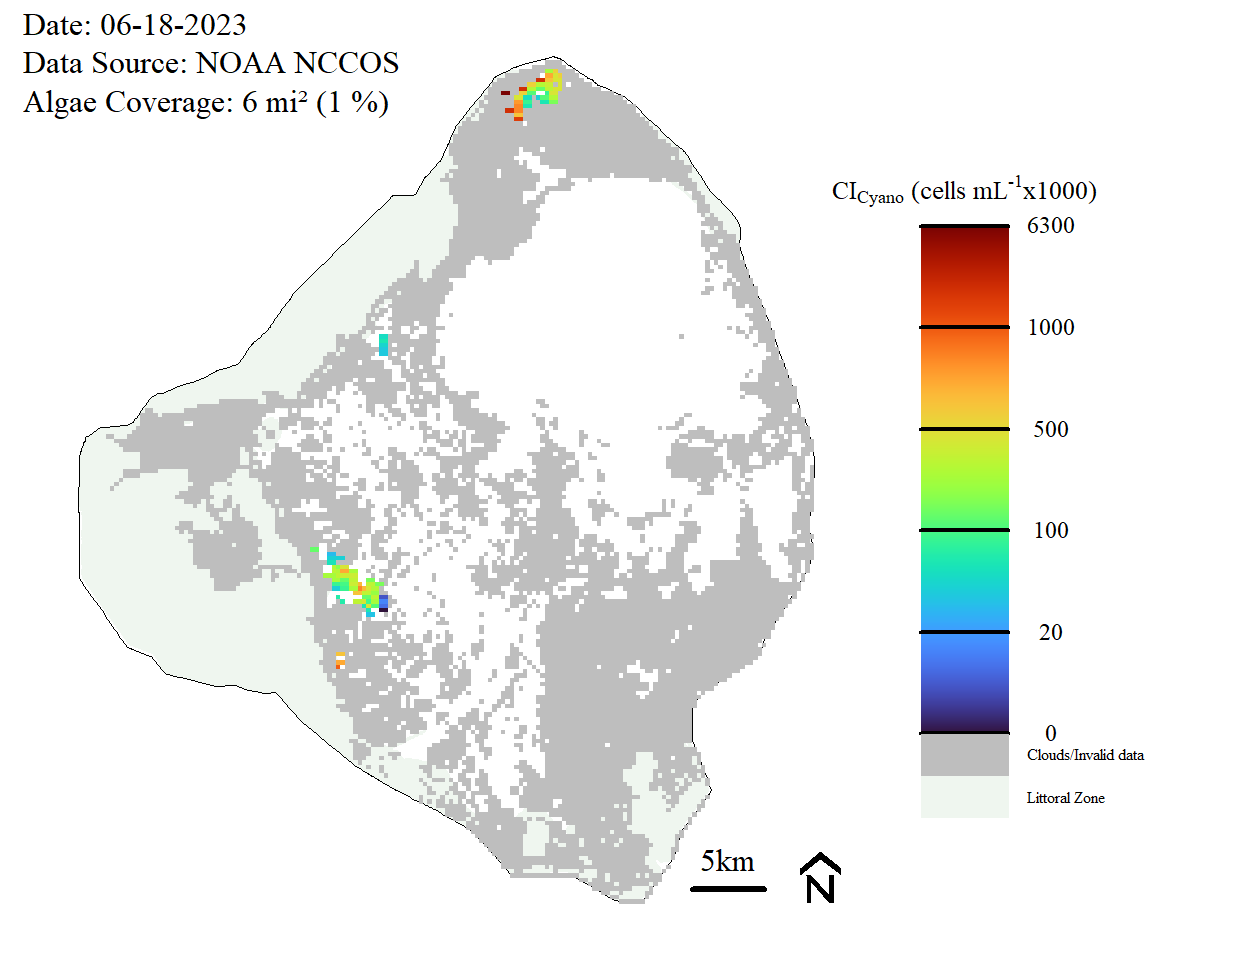 Date: 06-18-2023
Data Source: NOAA NCCOS
Algae Coverage: 6 mi² (1 %)
CICyano (cells mL-1x1000)
6300
1000
500
100
20
0
Clouds/Invalid data
Littoral Zone
5km
N